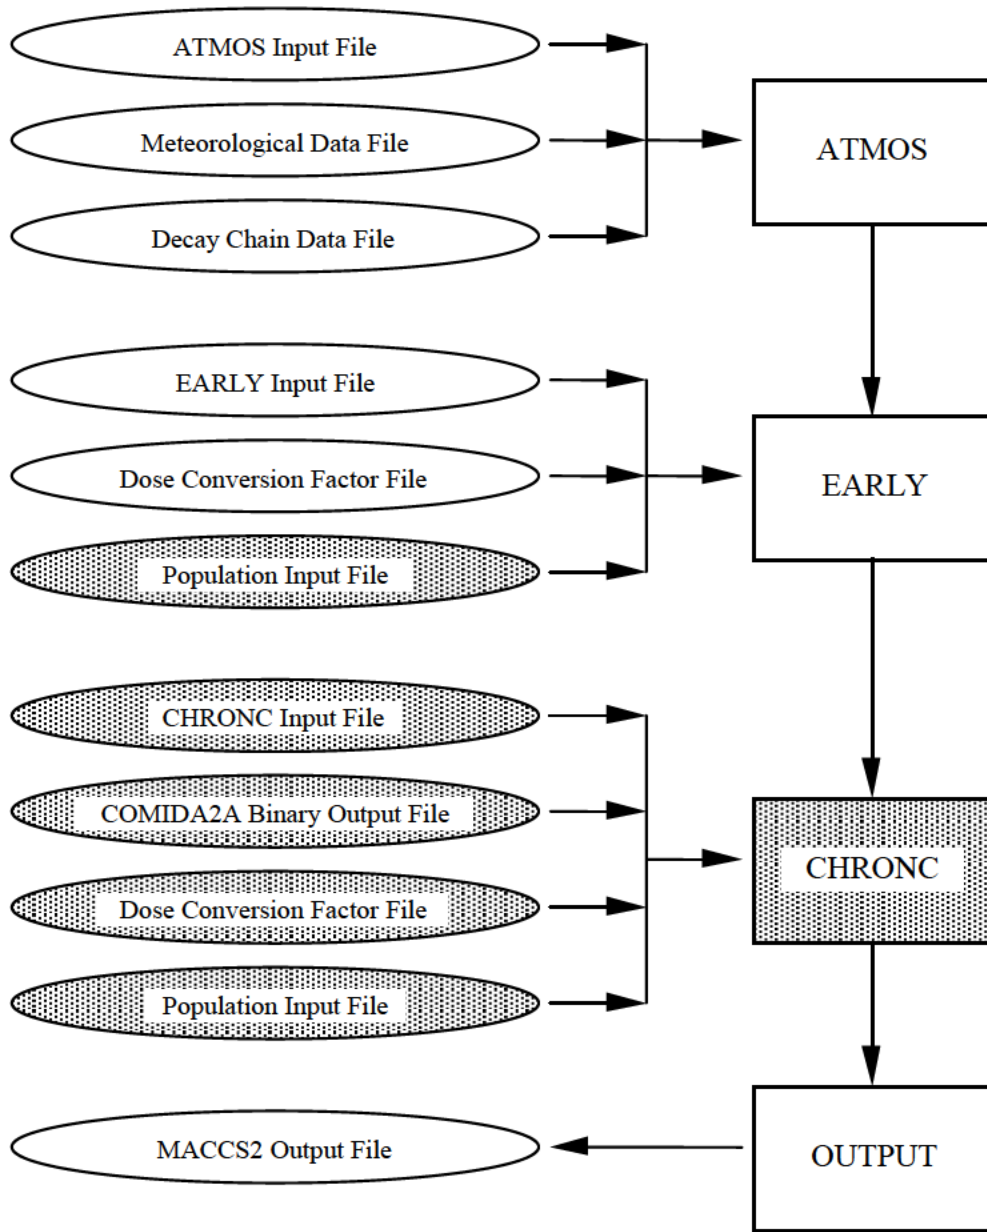 ATMOS Input File
Meteorological Data File
Decay Chain Data File
ATMOS
EARLY Input File
Dose Conversion Factor File
Population Input File
EARLY
CHRONC Input File
COMIDA2A Binary Output File
Dose Conversion Factor File
Population Input File
CHRONC
MACCS2 Output File
OUTPUT